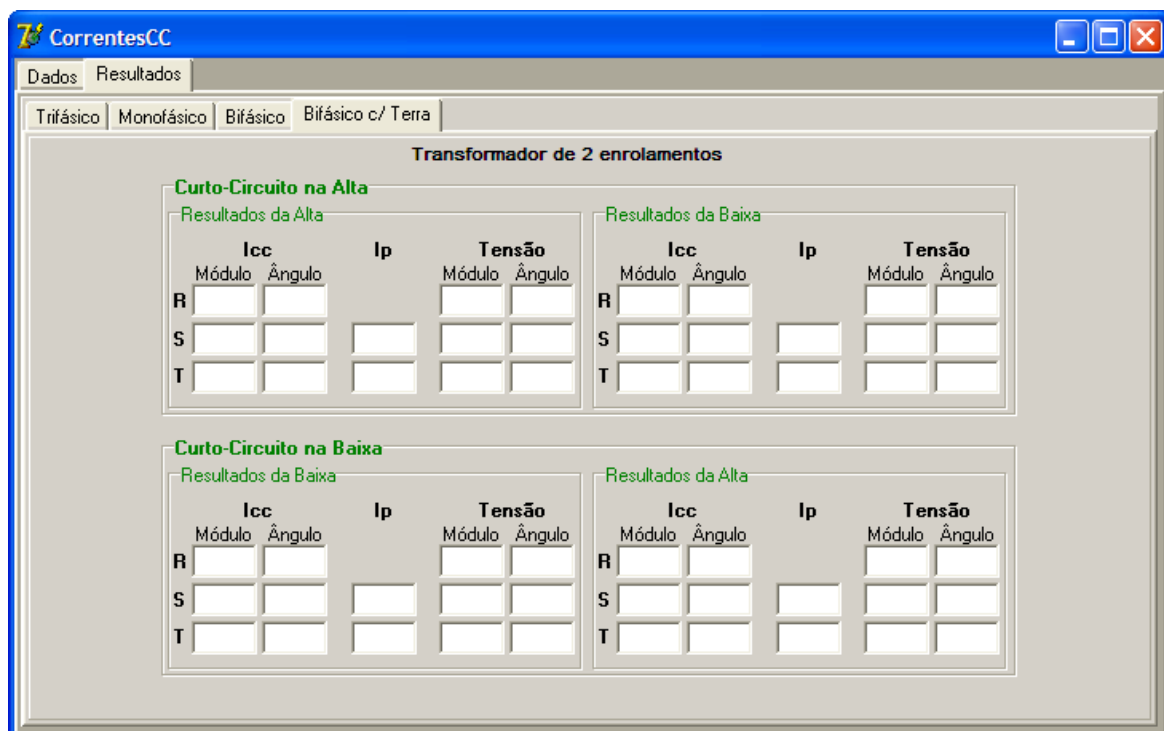 CorrentesCC
Dados Resultados
Trifásico Monofásico Bifásico Bifásico c/ Terra
Transformador de 2 enrolamentos
Curto-Circuito na Alta
Resultados da Alta
Icc Ip Tensão
Módulo Ângulo Módulo Ângulo
R
S
T
Resultados da Baixa
Icc Ip Tensão
Módulo Ângulo Módulo Ângulo
R
S
T
Curto-Circuito na Baixa
Resultados da Baixa
Icc Ip Tensão
Módulo Ângulo Módulo Ângulo
R
S
T
Resultados da Alta
Icc Ip Tensão
Módulo Ângulo Módulo Ângulo
R
S
T